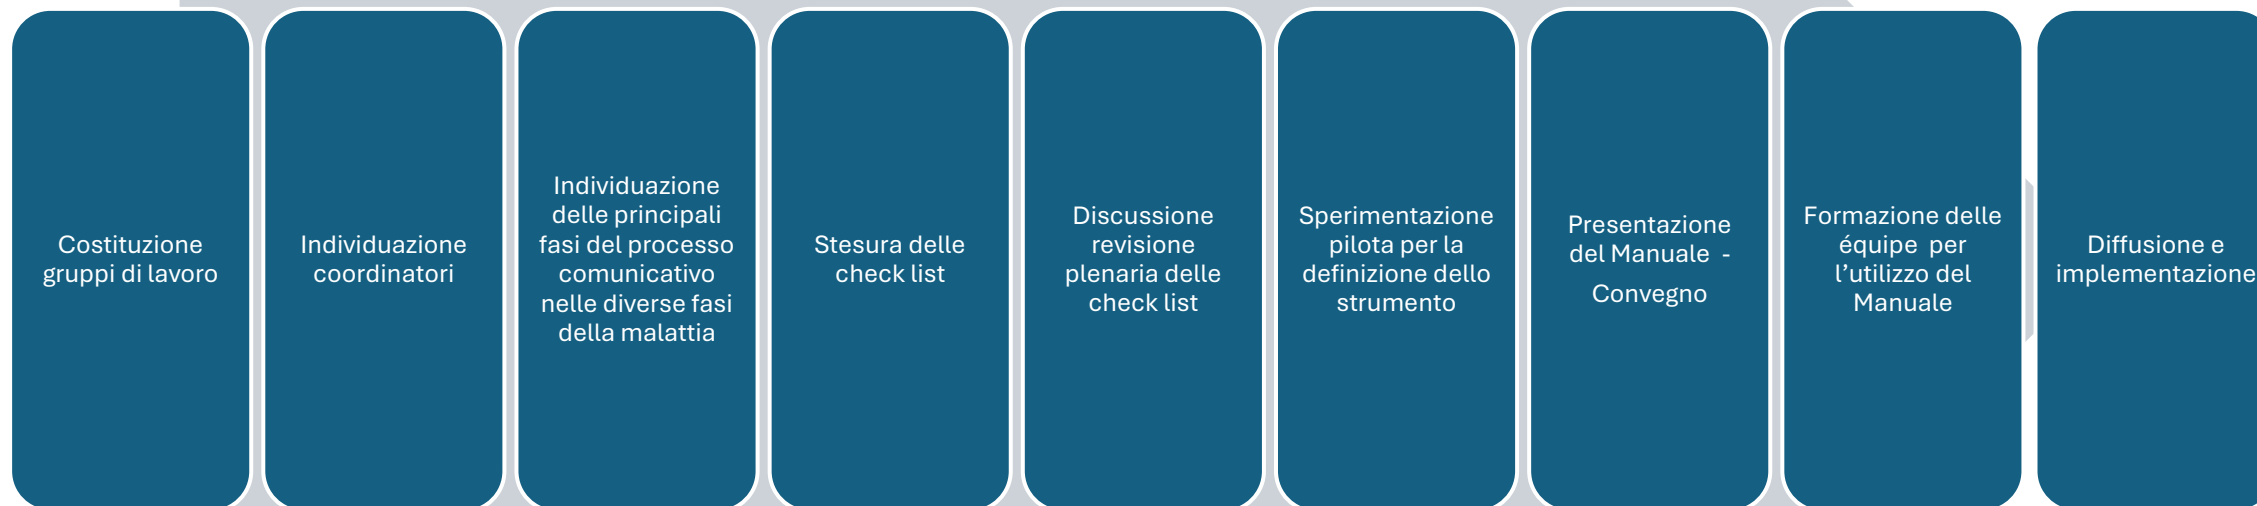 Costituzione
gruppi di lavoro
Individuazione
coordinatori
Individuazione
delle principali
fasi del processo
comunicativo
nelle diverse fasi
della malattia
Stesura delle
check list
Discussione
revisione
plenaria delle
check list
Sperimentazione
pilota per la
definizione dello
strumento
Presentazione
del Manuale -
Convegno
Formazione delle
équipe per
l’utilizzo del
Manuale
Diffusione e
implementazione